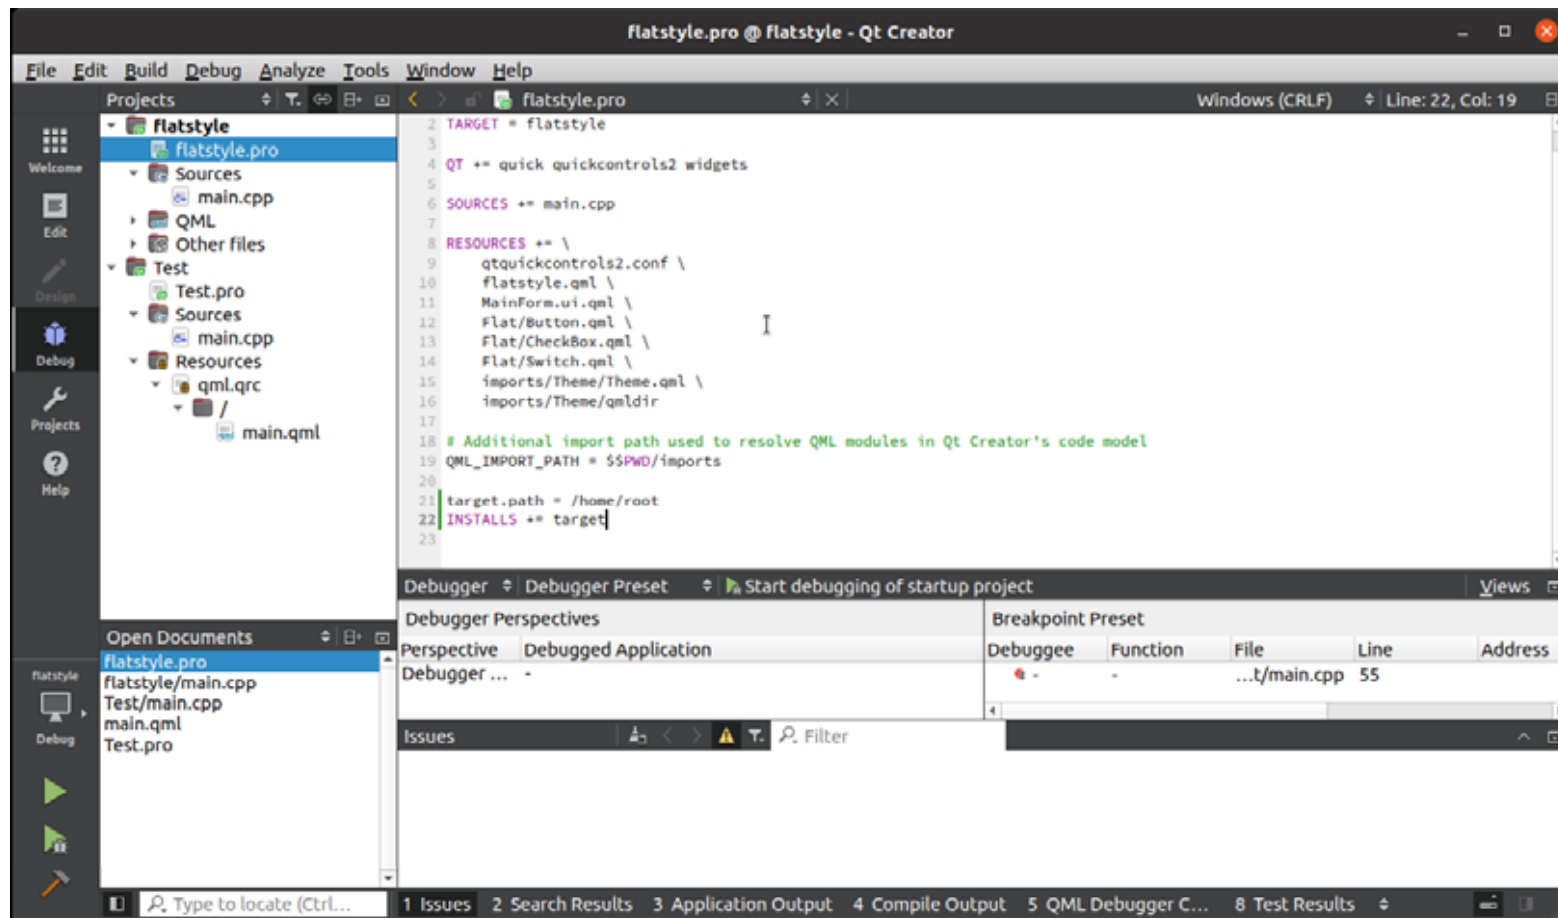 flatstyle.pro @ flatstyle - Qt Creator
File Edit Build Debug Analyze Tools Window Help
Projects
flatstyle.pro
Windows (CRLF)
Line: 22, Col: 19
Welcome
Edit
Design
Debug
Projects
Help
flatstyle
flatstyle.pro
Sources
main.cpp
QML
Other files
Test
Test.pro
Sources
main.cpp
Resources
qml.qrc
/
main.qml
2 TARGET = flatstyle
3
4 QT += quick quickcontrols2 widgets
5
6 SOURCES += main.cpp
7
8 RESOURCES += \
9 qtquickcontrols2.conf \
10 flatstyle.qml \
11 MainForm.ui.qml \
12 Flat/Button.qml \
13 Flat/CheckBox.qml \
14 Flat/Switch.qml \
15 imports/Theme/Theme.qml \
16 imports/Theme/qmldir
17
18 # Additional import path used to resolve QML modules in Qt Creator's code model
19 QML_IMPORT_PATH = $$PWD/imports
20
21 target.path = /home/root
22 INSTALLS += target
23
Debugger Debugger Preset Start debugging of startup project Views
Debugger Perspectives
Perspective Debugged Application
Debugger ... -
Breakpoint Preset
Debuggee Function File Line Address
- - ...t/main.cpp 55
Open Documents
flatstyle.pro
flatstyle/main.cpp
Test/main.cpp
main.qml
Test.pro
Issues
Filter
flatstyle
Debug
Type to locate (Ctrl...
1 Issues 2 Search Results 3 Application Output 4 Compile Output 5 QML Debugger C... 8 Test Results